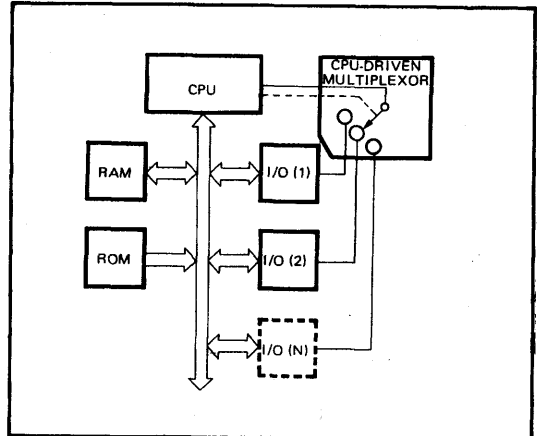 CPU-DRIVEN
MULTIPLEXOR
CPU
RAM
I/O (1)
ROM
I/O (2)
I/O (N)